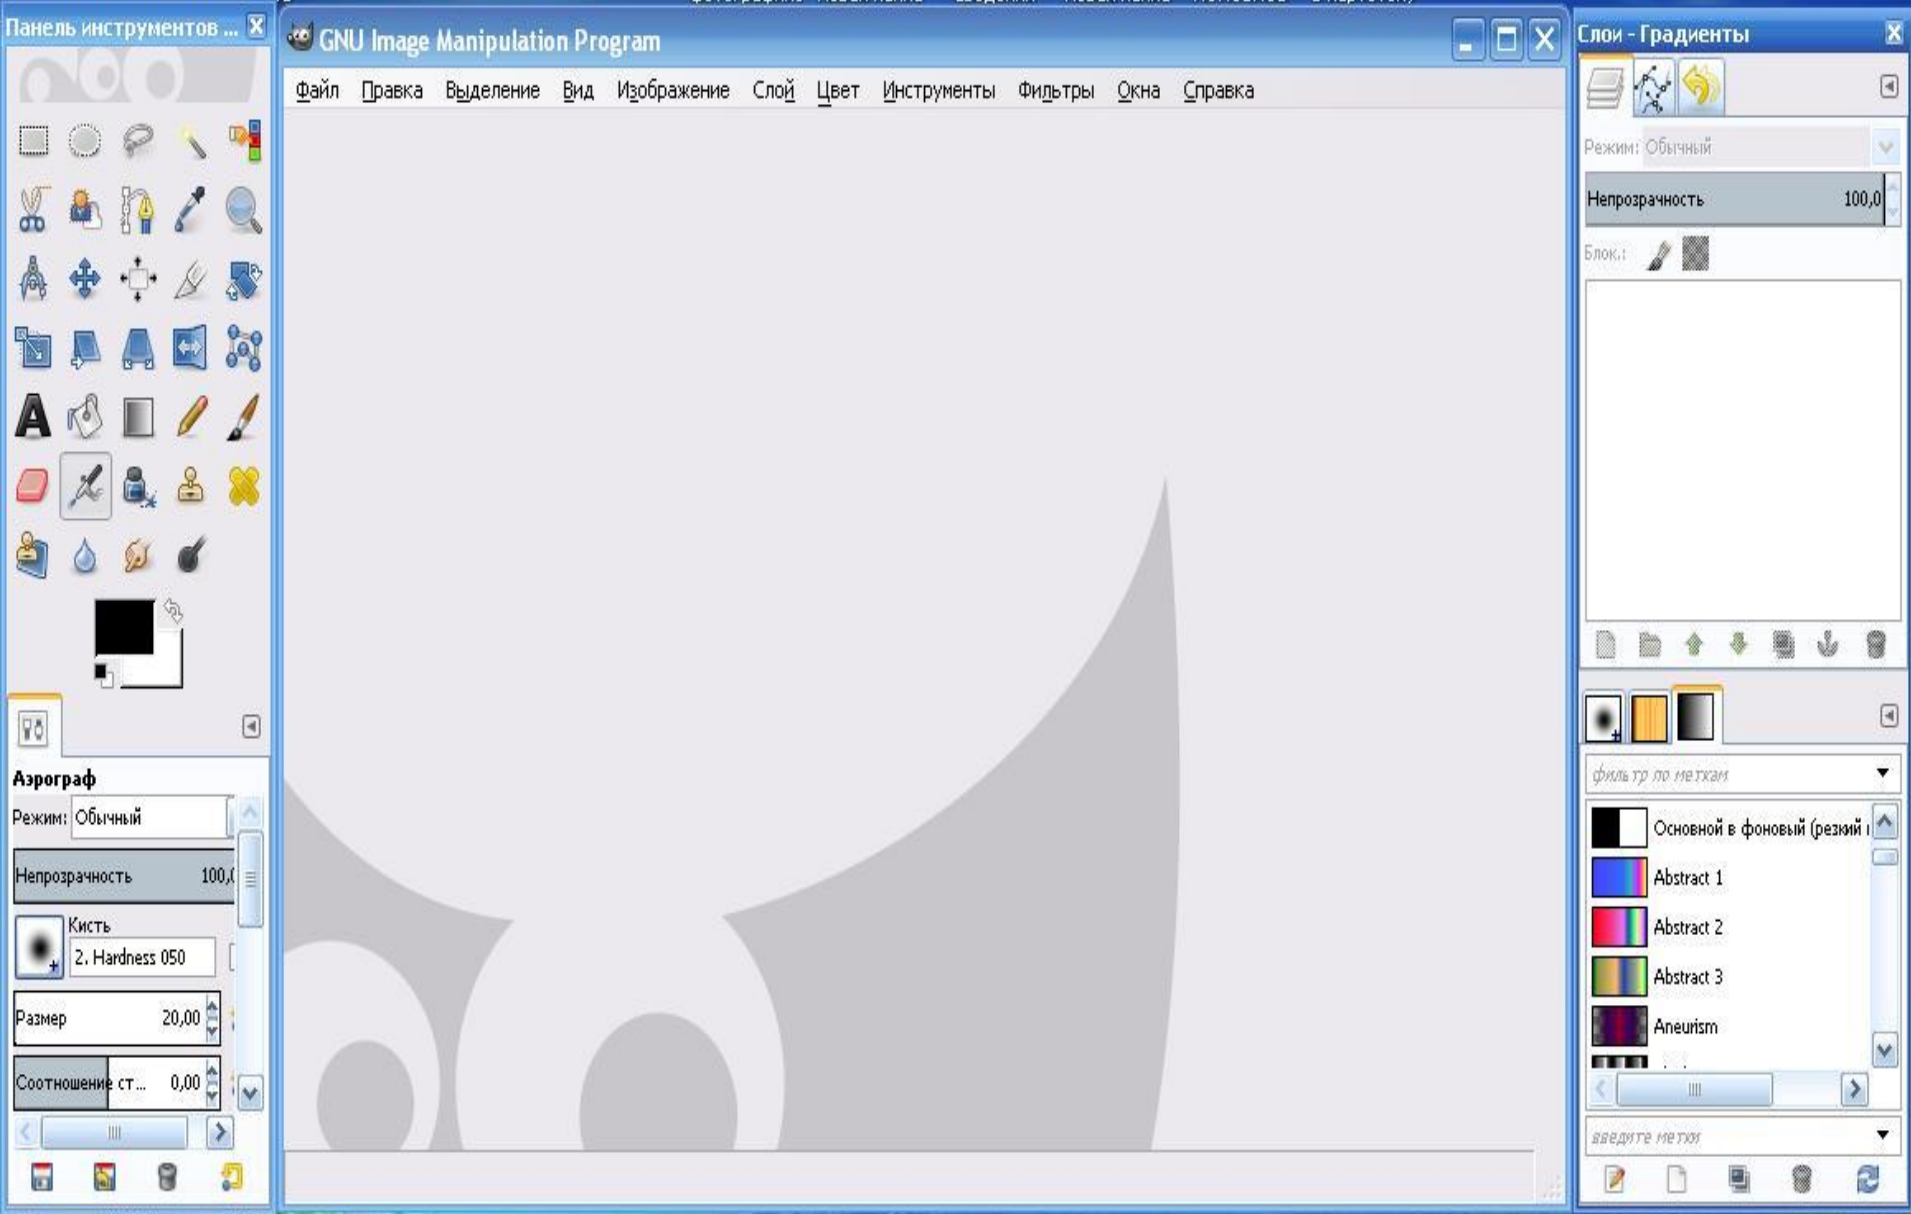 Панель инструментов ...
GNU Image Manipulation Program
Файл Правка Выделение Вид Изображение Слой Цвет Инструменты Фильтры Окна Справка
Аэрограф
Режим: Обычный
Непрозрачность 100,0
Кисть
2. Hardness 050
Размер 20,00
Соотношение ст... 0,00
Слои - Градиенты
Режим: Обычный
Непрозрачность 100,0
Блок.:
фильтр по меткам
Основной в фоновый (резкий
Abstract 1
Abstract 2
Abstract 3
Aneurism
введите метки